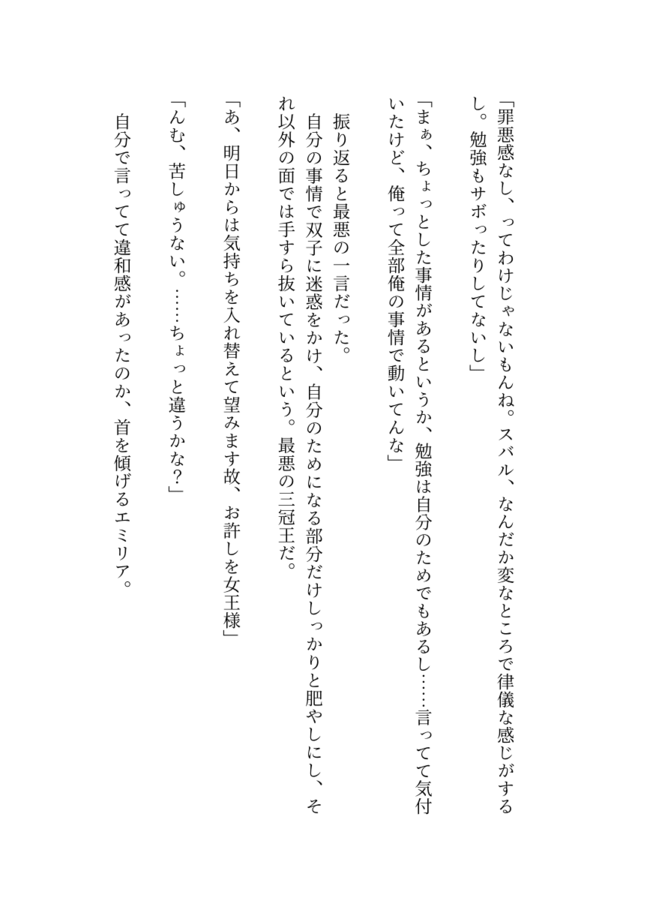 「罪悪感なし、ってわけじゃないもんね。スバル、なんだか変なところで律儀な感じがする
し。勉強もサボったりしてないし」
「まぁ、ちょっとした事情があるというか、勉強は自分のためでもあるし……言ってて気付
いたけど、俺って全部俺の事情で動いてんな」
振り返ると最悪の一言だった。
自分の事情で双子に迷惑をかけ、自分のためになる部分だけしっかりと肥やしにし、そ
れ以外の面では手すら抜いているという。最悪の三冠王だ。
「あ、明日からは気持ちを入れ替えて望みます故、お許しを女王様」
「んむ、苦しゅうない。……ちょっと違うかな？」
自分で言ってて違和感があったのか、首を傾げるエミリア。